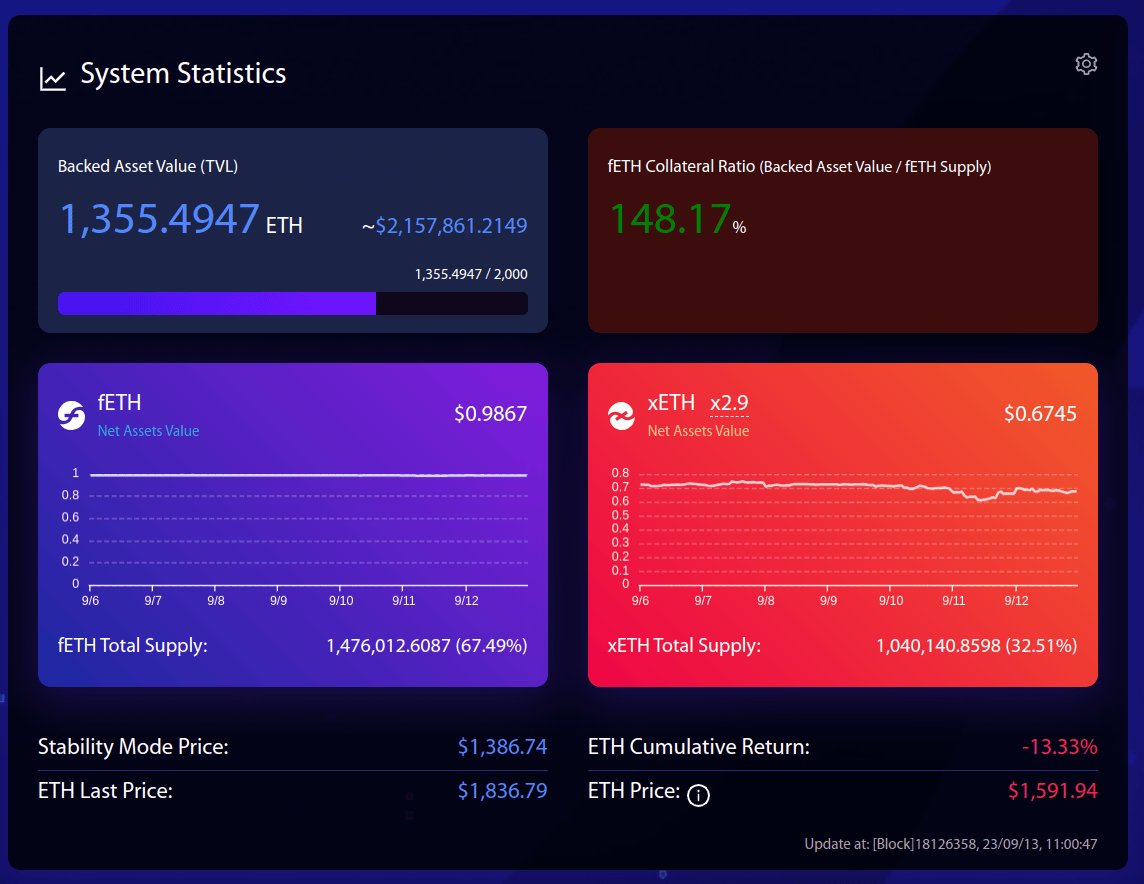 System Statistics
Backed Asset Value (TVL)
1,355.4947 ETH ~$2,157,861.2149
1,355.4947 / 2,000
fETH Collateral Ratio (Backed Asset Value / fETH Supply)
148.17%
fETH
Net Assets Value
$0.9867
1
0.8
0.6
0.4
0.2
0
9/6 9/7 9/8 9/9 9/10 9/11 9/12
fETH Total Supply: 1,476,012.6087 (67.49%)
xETH x2.9
Net Assets Value
$0.6745
0.8
0.7
0.6
0.5
0.4
0.3
0.2
0.1
0
9/6 9/7 9/8 9/9 9/10 9/11 9/12
xETH Total Supply: 1,040,140.8598 (32.51%)
Stability Mode Price: $1,386.74
ETH Last Price: $1,836.79
ETH Cumulative Return: -13.33%
ETH Price: $1,591.94
Update at: [Block]18126358, 23/09/13, 11:00:47